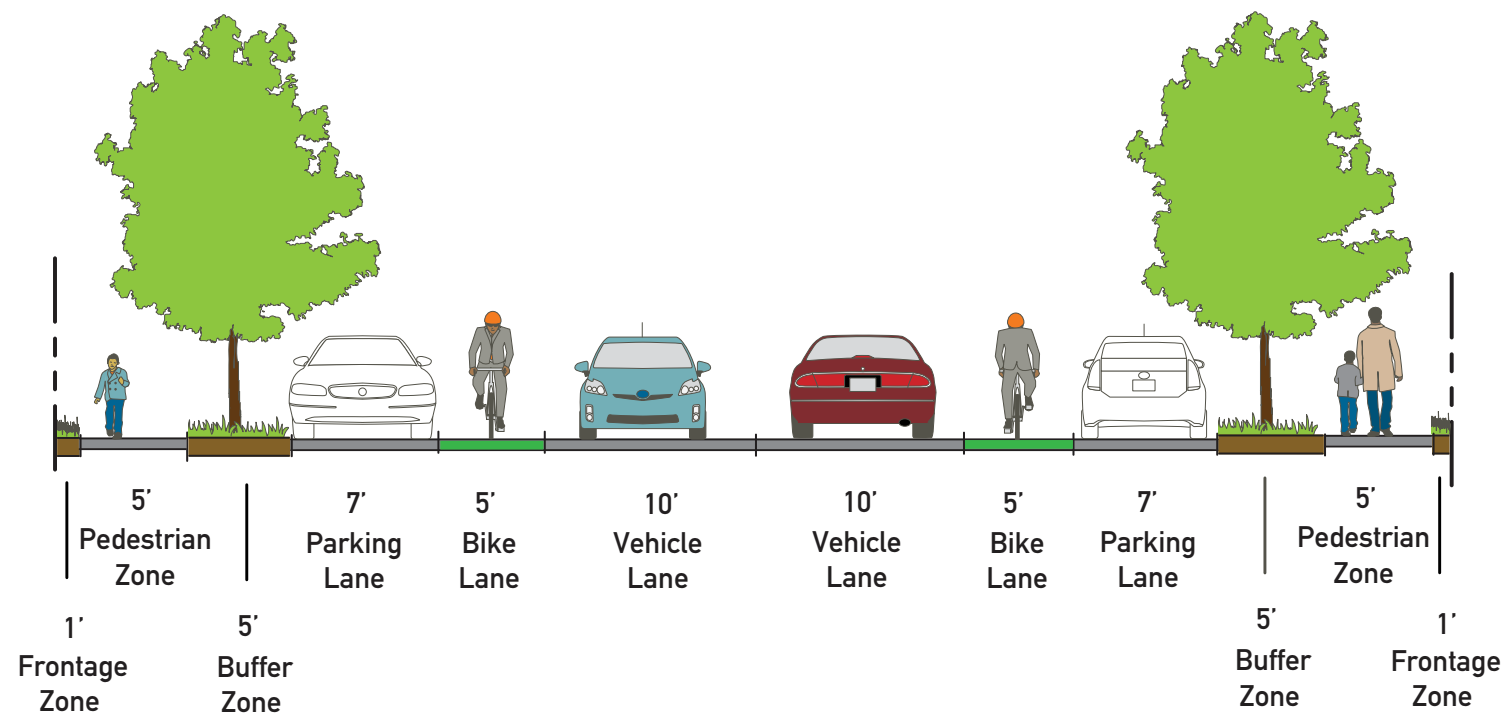 5’
Pedestrian
Zone
7’
Parking
Lane
5’
Bike
Lane
10’
Vehicle
Lane
10’
Vehicle
Lane
5’
Bike
Lane
7’
Parking
Lane
5’
Pedestrian
Zone
1’
Frontage
Zone
5’
Buffer
Zone
5’
Buffer
Zone
1’
Frontage
Zone